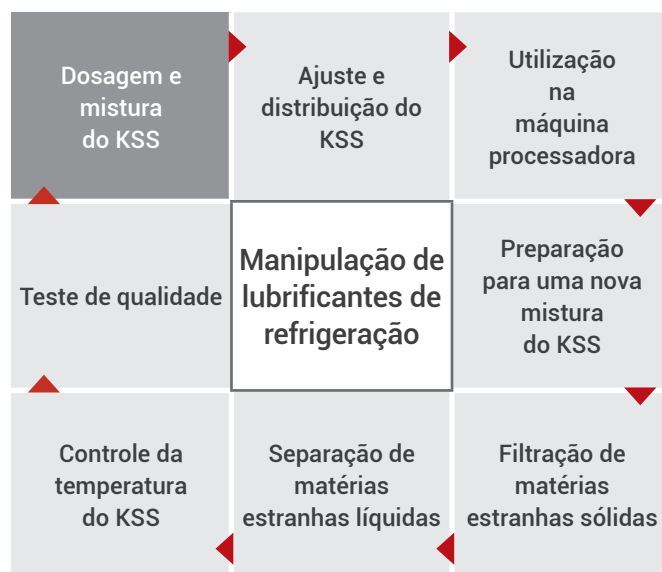 Dosagem e
mistura
do KSS
Ajuste e
distribuição do
KSS
Utilização
na
máquina
processadora
Teste de qualidade
Manipulação de
lubrificantes de
refrigeração
Preparação
para uma nova
mistura
do KSS
Controle da
temperatura
do KSS
Separação de
matérias
estranhas líquidas
Filtração de
matérias
estranhas sólidas